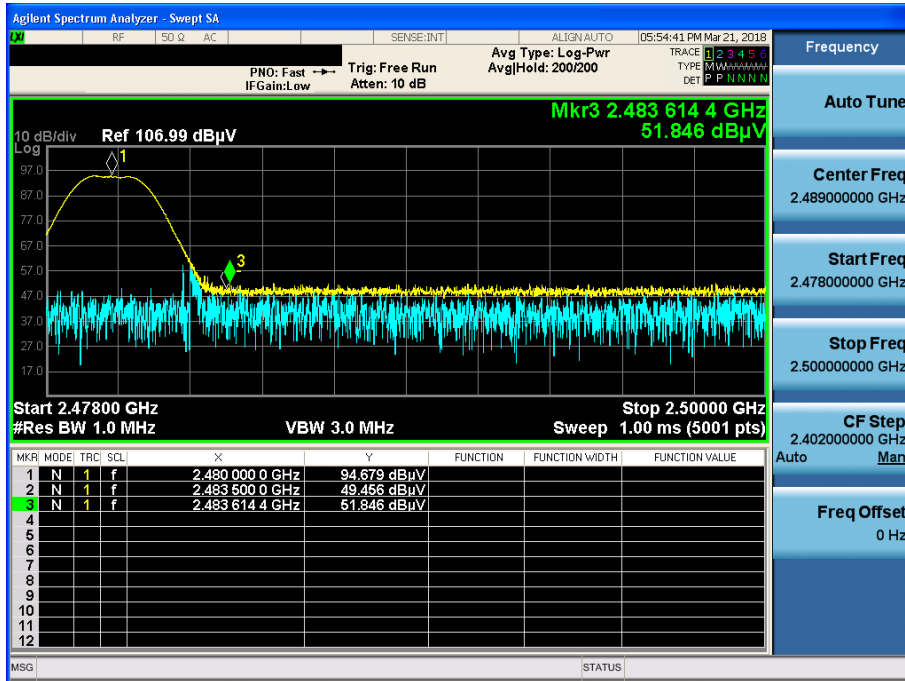 Agilent Spectrum Analyzer - Swept SA
LXI RF 50 Ω AC SENSE:INT ALIGN AUTO 05:54:41 PM Mar 21, 2018
PNO: Fast
IFGain:Low
Trig: Free Run
Atten: 10 dB
Avg Type: Log-Pwr
Avg|Hold: 200/200
TRACE 1 2 3 4 5 6
TYPE M WWWWW
DET P P N N N N
Mkr3 2.483 614 4 GHz
51.846 dBµV
10 dB/div Ref 106.99 dBµV
Log
97.0
87.0
77.0
67.0
57.0
47.0
37.0
27.0
17.0
1
3
Start 2.47800 GHz Stop 2.50000 GHz
#Res BW 1.0 MHz VBW 3.0 MHz Sweep 1.00 ms (5001 pts)
MKR MODE TRC SCL X Y FUNCTION FUNCTION WIDTH FUNCTION VALUE
1 N 1 f 2.480 000 0 GHz 94.679 dBµV
2 N 1 f 2.483 500 0 GHz 49.456 dBµV
3 N 1 f 2.483 614 4 GHz 51.846 dBµV
4
5
6
7
8
9
10
11
12
MSG STATUS
Frequency
Auto Tune
Center Freq
2.489000000 GHz
Start Freq
2.478000000 GHz
Stop Freq
2.500000000 GHz
CF Step
2.402000000 GHz
Auto Man
Freq Offset
0 Hz